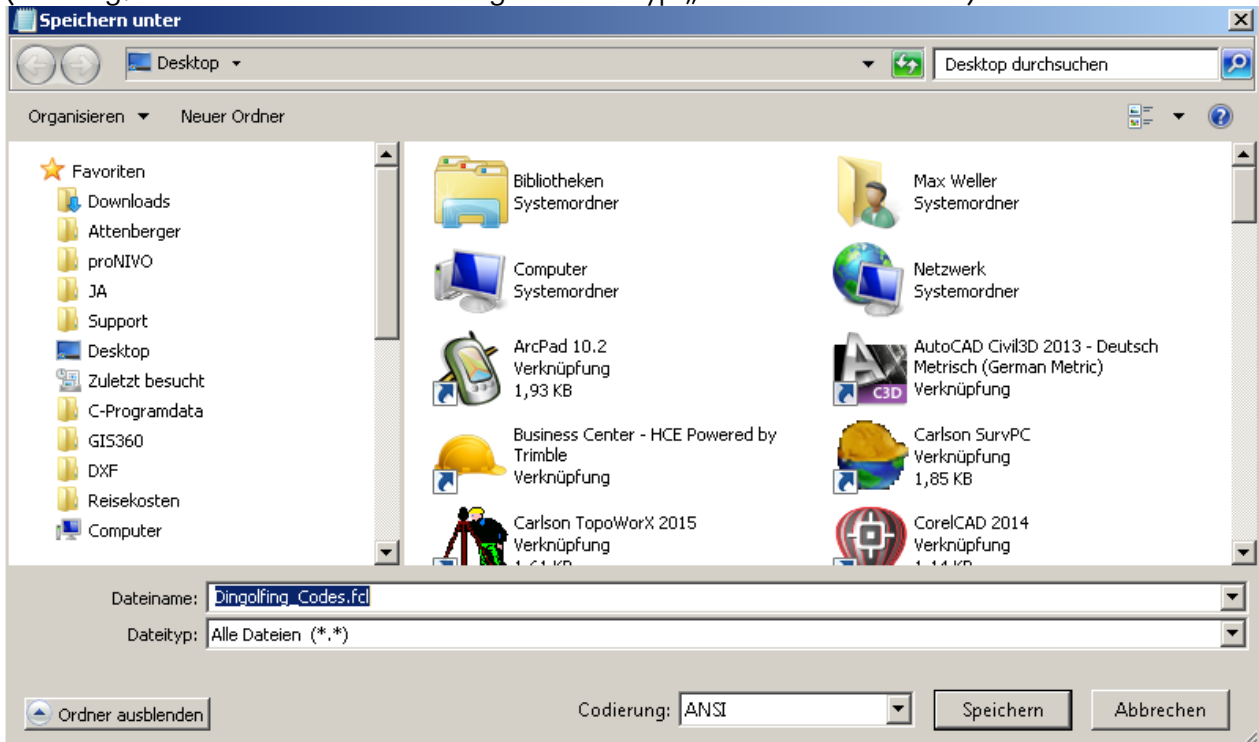 Speichern unter
Desktop
Desktop durchsuchen
Organisieren
Neuer Ordner
Favoriten
Downloads
Attenberger
proNIVO
JA
Support
Desktop
Zuletzt besucht
C-Programdata
GIS360
DXF
Reisekosten
Computer
Bibliotheken
Systemordner
Max Weller
Systemordner
Computer
Systemordner
Netzwerk
Systemordner
ArcPad 10.2
Verknüpfung
1,93 KB
AutoCAD Civil3D 2013 - Deutsch
Metrisch (German Metric)
Verknüpfung
C3D
Business Center - HCE Powered by
Trimble
Verknüpfung
Carlson SurvPC
Verknüpfung
1,85 KB
Carlson TopoWorX 2015
Verknüpfung
CorelCAD 2014
Verknüpfung
Dateiname: Dingolfing_Codes.fcl
Dateityp: Alle Dateien (*.*)
Ordner ausblenden
Codierung: ANSI
Speichern
Abbrechen